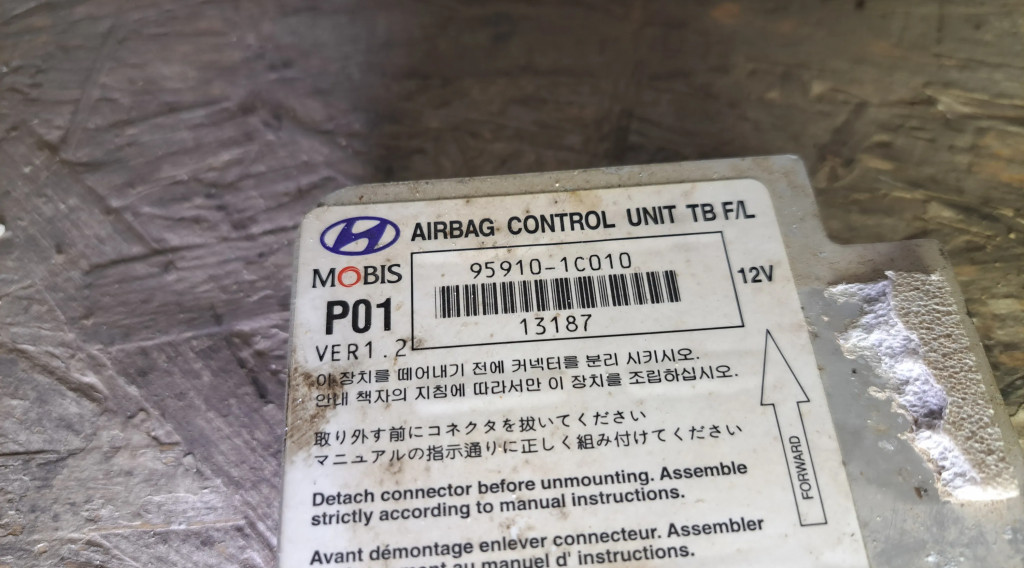 AIRBAG CONTROL UNIT TB F/L
MOBIS
95910-1C010
12V
P01
13187
VER1.2
이 장치를 떼어내기 전에 커넥터를 분리 시키시오.
안내 책자의 지침에 따라서만 이 장치를 조립하십시오.
取り外す前にコネクタを抜いてください
マニュアルの指示通りに正しく組み付けてください
FORWARD
Detach connector before unmounting. Assemble
strictly according to manual instructions.
Avant démontage enlever connecteur. Assembler
au manuel d' instructions.